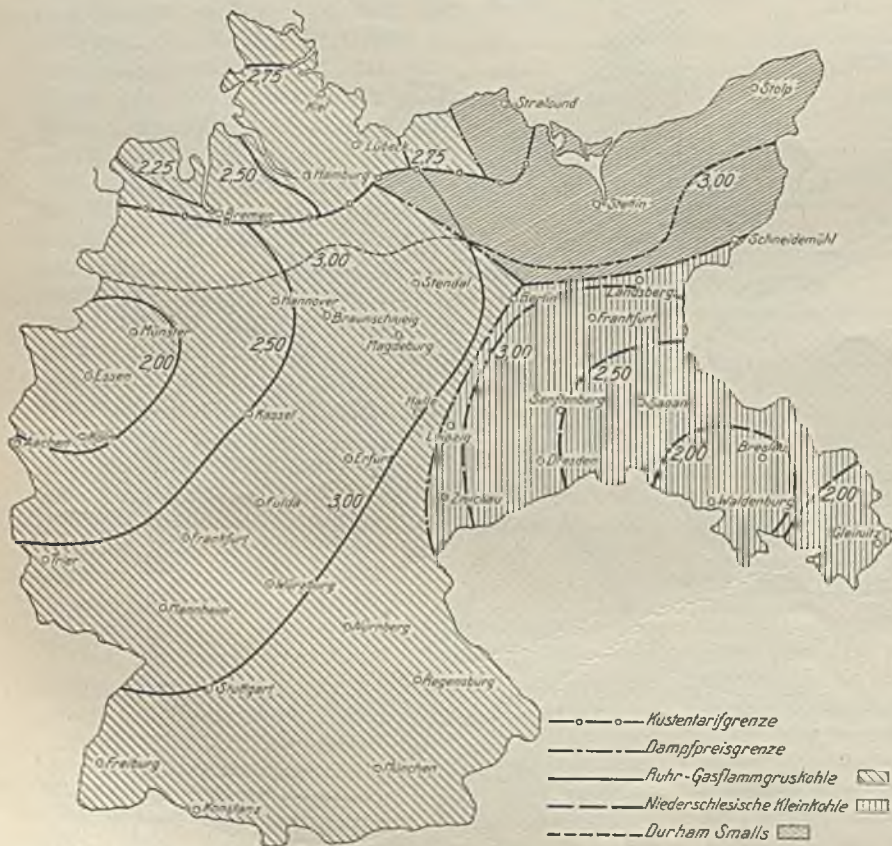 2,75
Kiel
Stralsund
Stolp
Lübeck
2,75
2,25
2,50
Hamburg
3,00
Bremen
Stettin
Schneidemühl
3,00
Stendal
Landsberg
Hannover
Berlin
Braunschweig
Frankfurt
Münster
Magdeburg
2,50
3,00
2,00
2,50
Essen
Halle
Senftenberg
Sagan
Kassel
Leipzig
Aachen
Köln
2,00
Breslau
Erfurt
Dresden
Fulda
3,00
Zwickau
Waldenburg
2,00
Frankfurt
Gleiwitz
Trier
Würzburg
Mannheim
Nürnberg
Stuttgart
Regensburg
Kustentarifgrenze
Dampfpreisgrenze
Freiburg
München
Ruhr-Gasflammgruskohle
Konstanz
Niederschlesische Kleinkohle
Durham Smalls